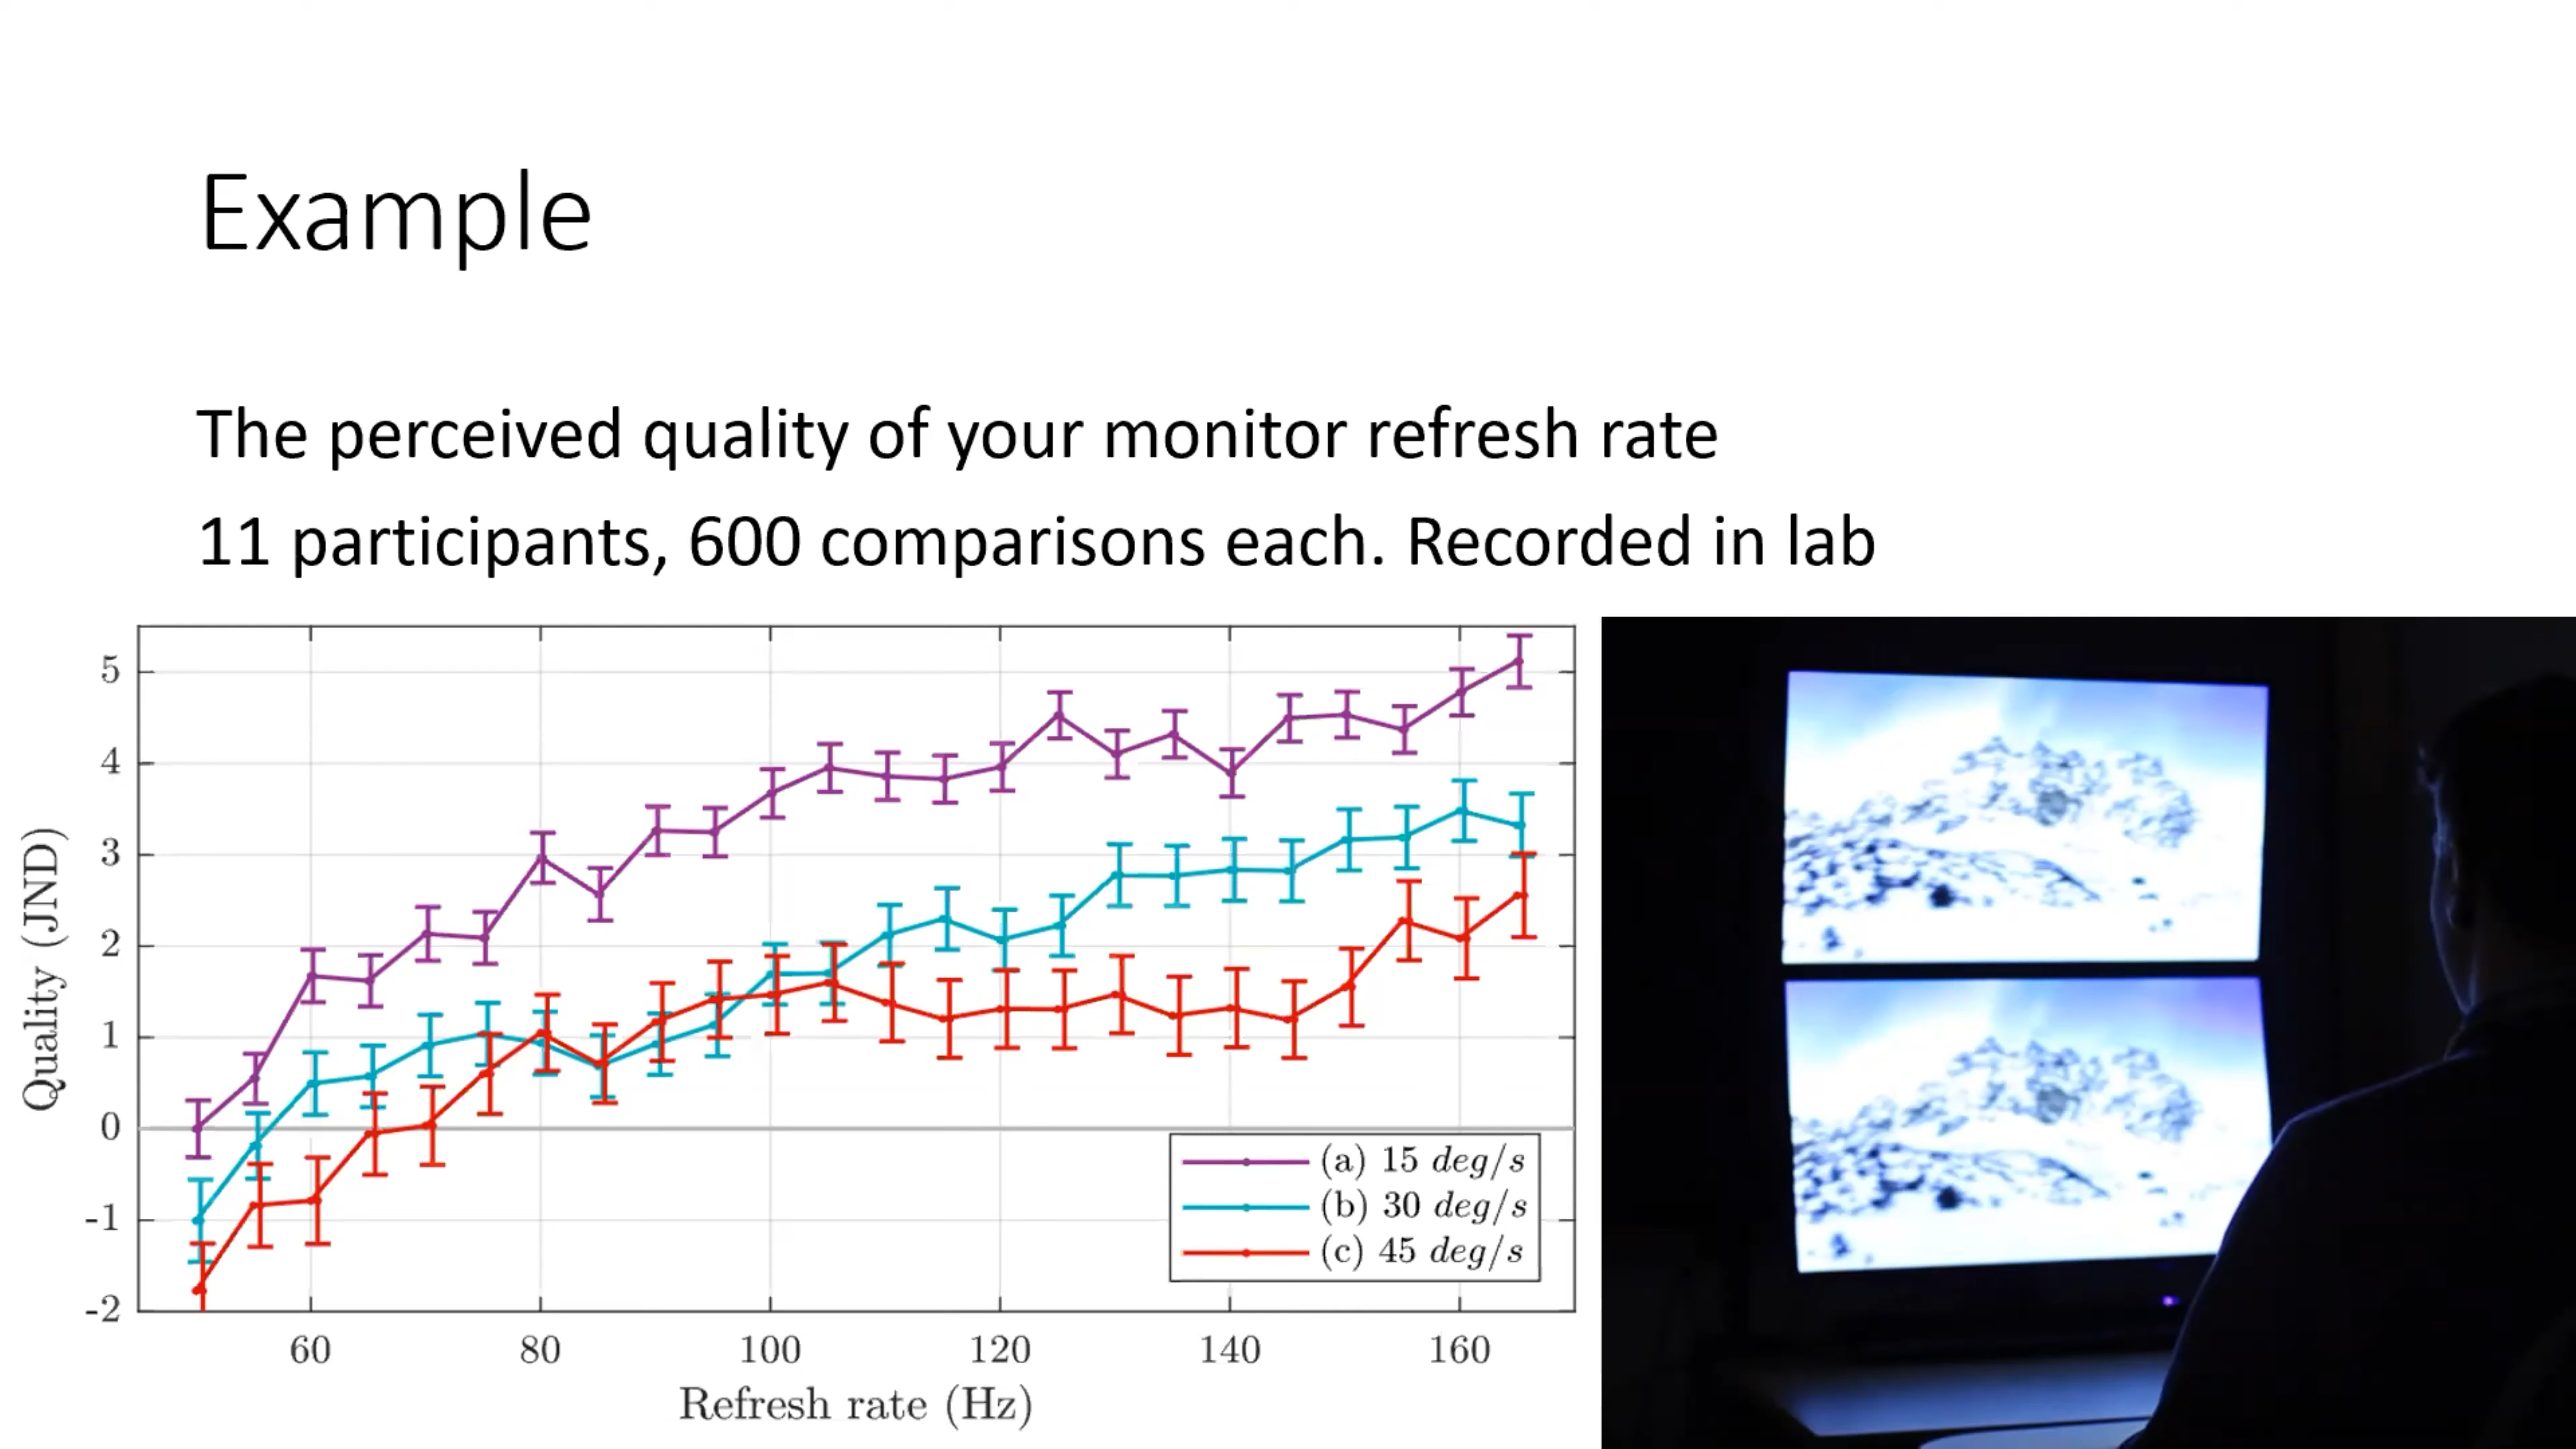 Example
The perceived quality of your monitor refresh rate
11 participants, 600 comparisons each. Recorded in lab
5
4
3
2
1
0
-1
-2
Quality (JND)
60 80 100 120 140 160
Refresh rate (Hz)
(a) 15 deg/s
(b) 30 deg/s
(c) 45 deg/s